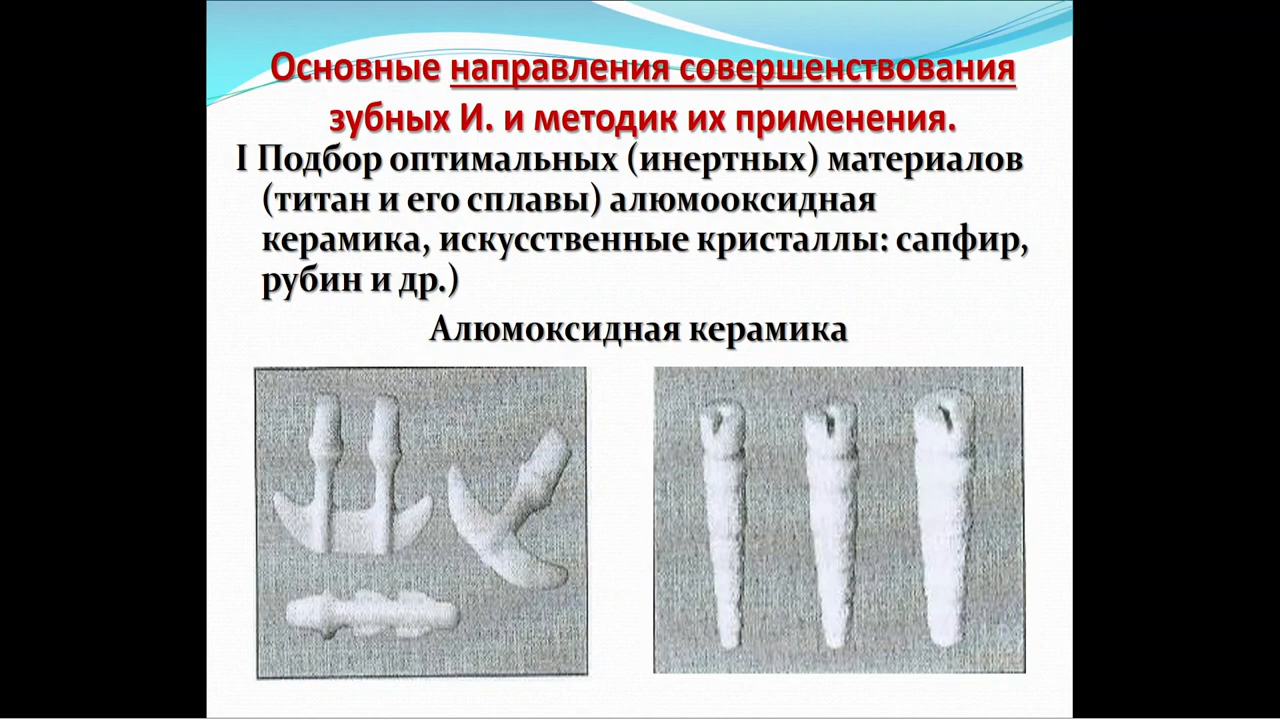 Основные направления совершенствования
зубных И. и методик их применения.
I Подбор оптимальных (инертных) материалов
(титан и его сплавы) алюмооксидная
керамика, искусственные кристаллы: сапфир,
рубин и др.)
Алюмоксидная керамика